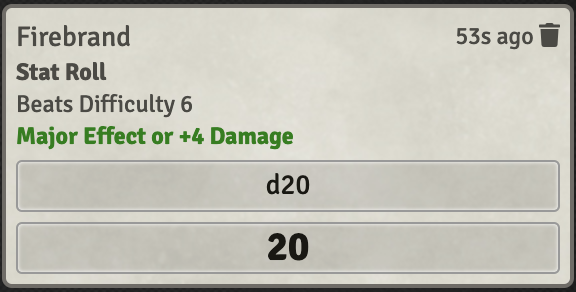 Firebrand 53s ago
Stat Roll
Beats Difficulty 6
Major Effect or +4 Damage
d20
20